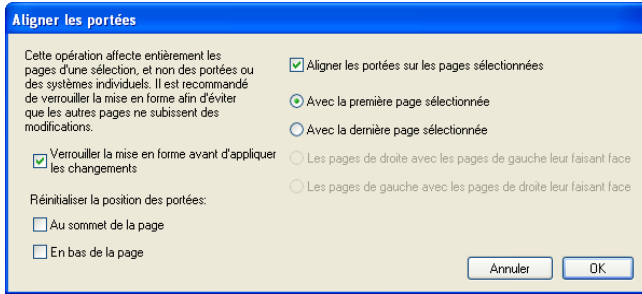 Aligner les portées
Cette opération affecte entièrement les
pages d'une sélection, et non des portées ou
des systèmes individuels. Il est recommandé
de verrouiller la mise en forme afin d'éviter
que les autres pages ne subissent des
modifications.
Verrouiller la mise en forme avant d'appliquer
les changements
Réinitialiser la position des portées:
Au sommet de la page
En bas de la page
Aligner les portées sur les pages sélectionnées
Avec la première page sélectionnée
Avec la dernière page sélectionnée
Les pages de droite avec les pages de gauche leur faisant face
Les pages de gauche avec les pages de droite leur faisant face
Annuler
OK